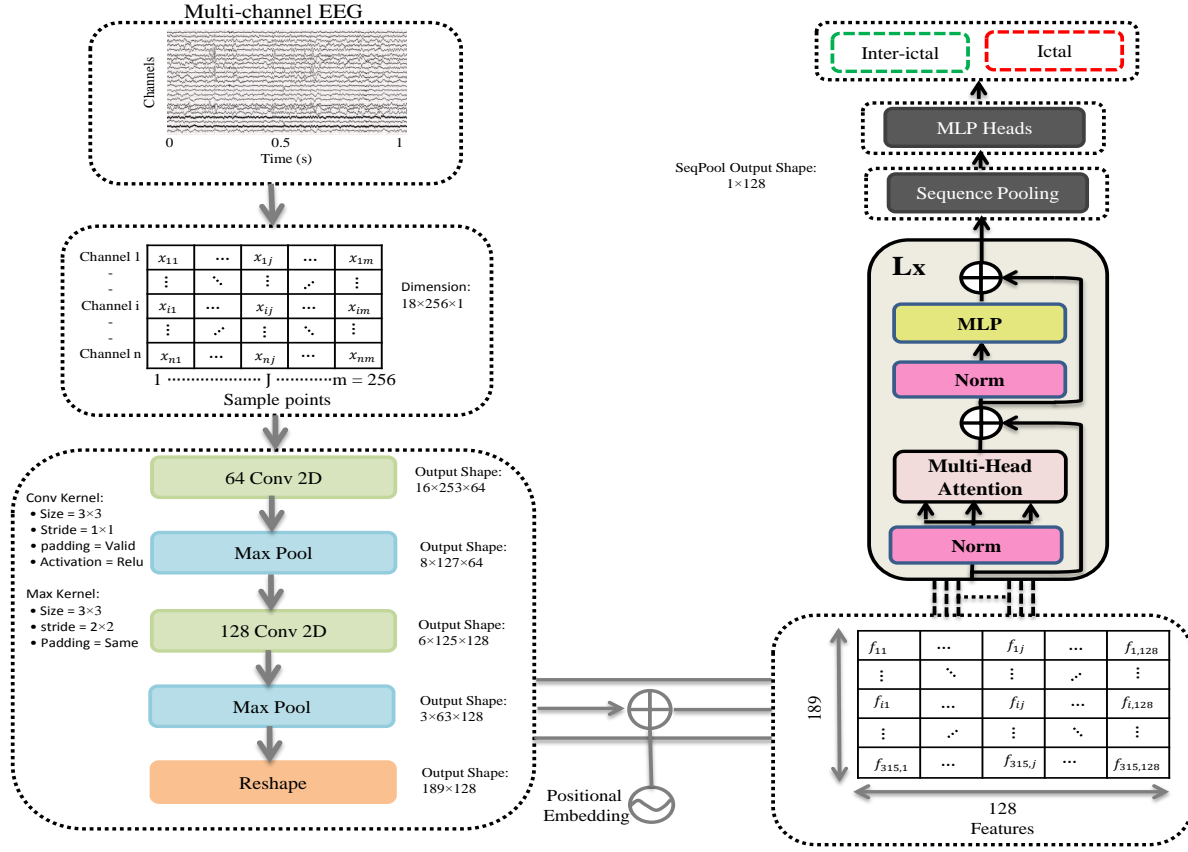 Multi-channel EEG
Channels
0 0.5 1
Time (s)
Channel 1
-
-
Channel i
-
-
Channel n
x11 ... x1j ... x1m
⋮ ⋱ ⋮ ⋰ ⋮
xi1 ... xij ... xim
⋮ ⋰ ⋮ ⋱ ⋮
xn1 ... xnj ... xnm
1 ................... J ..........m = 256
Sample points
Dimension:
18×256×1
Conv Kernel:
• Size = 3×3
• Stride = 1×1
• padding = Valid
• Activation = Relu
Max Kernel:
• Size = 3×3
• stride = 2×2
• Padding = Same
64 Conv 2D
Output Shape:
16×253×64
Max Pool
Output Shape:
8×127×64
128 Conv 2D
Output Shape:
6×125×128
Max Pool
Output Shape:
3×63×128
Reshape
Output Shape:
189×128
Positional
Embedding
189
f11 ... f1j ... f1,128
⋮ ⋱ ⋮ ⋰ ⋮
fi1 ... fij ... fi,128
⋮ ⋰ ⋮ ⋱ ⋮
f315,1 ... f315,j ... f315,128
128
Features
Lx
Norm
Multi-Head
Attention
Norm
MLP
Sequence Pooling
SeqPool Output Shape:
1×128
MLP Heads
Inter-ictal
Ictal